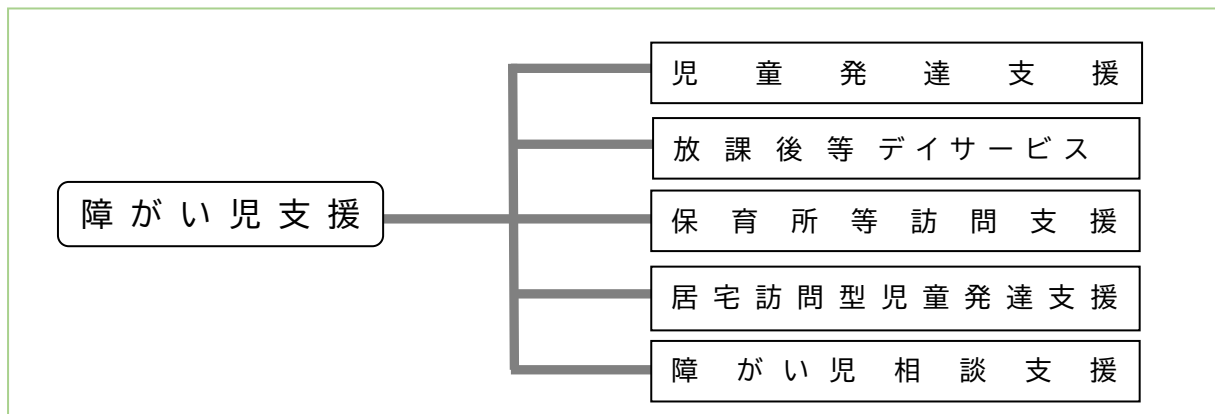 障がい児支援
児童発達支援
放課後等デイサービス
保育所等訪問支援
居宅訪問型児童発達支援
障がい児相談支援